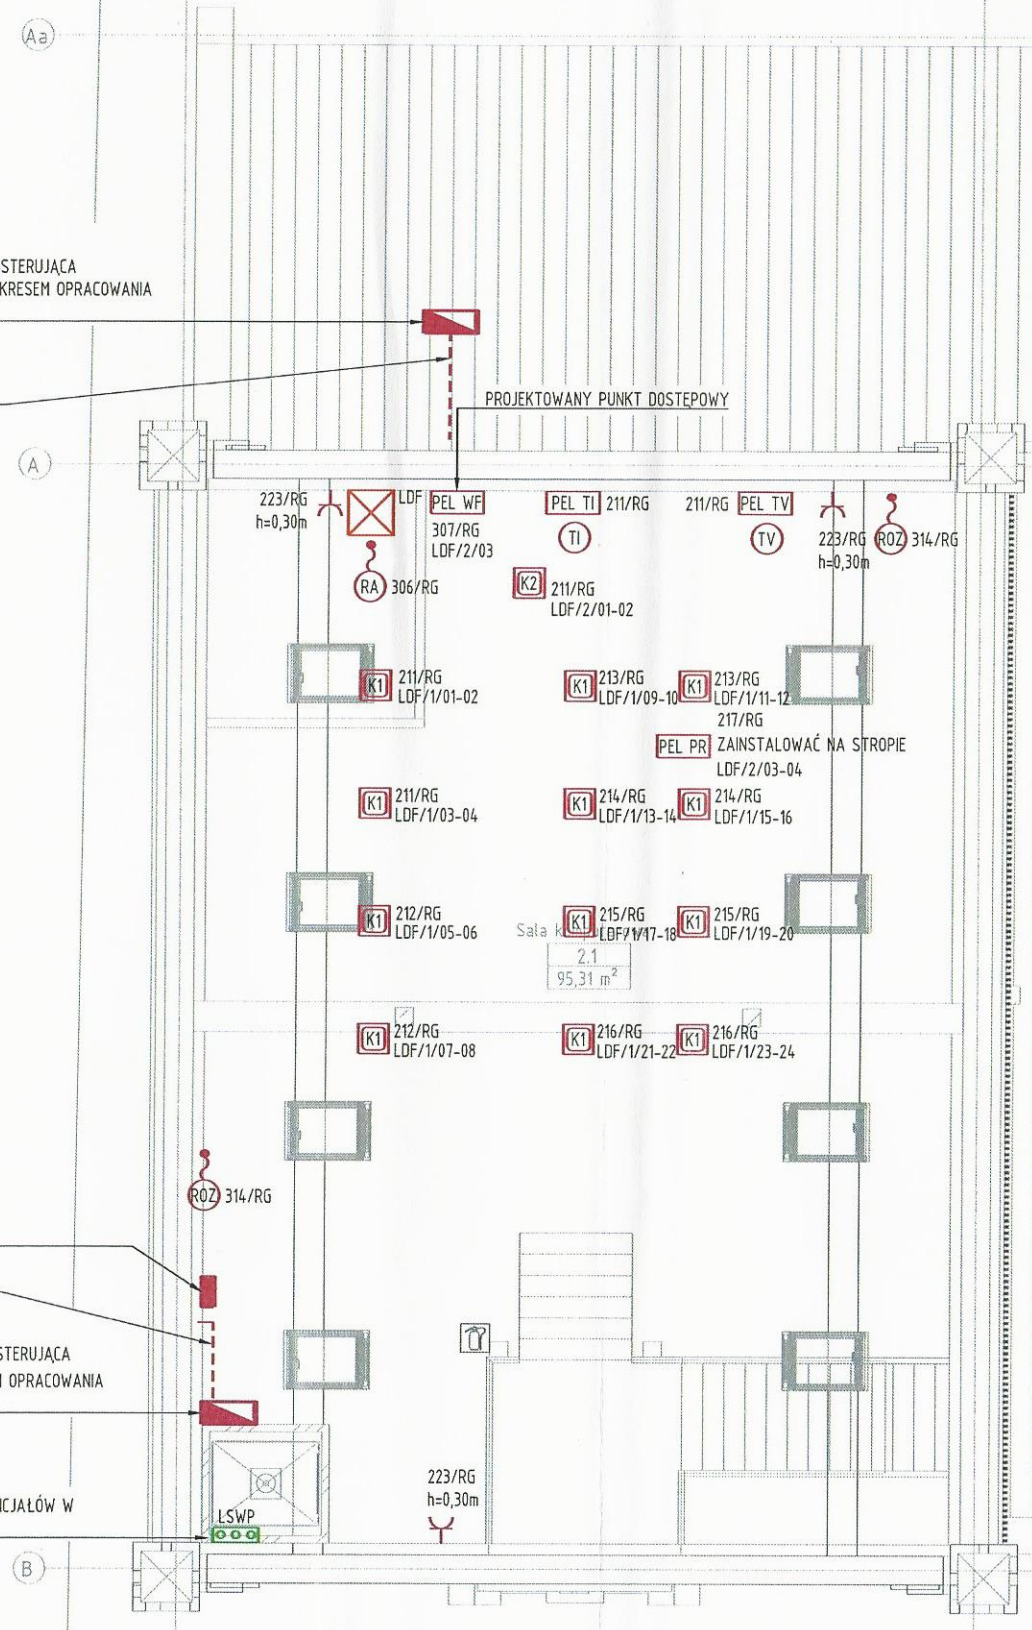 Aa
STERUJĄCA
KRESEM OPRACOWANIA
PROJEKTOWANY PUNKT DOSTĘPOWY
A
223/RG
h=0,30m
LDF
PEL WF
307/RG
LDF/2/03
PEL TI 211/RG
TI
211/RG PEL TV
TV
223/RG
h=0,30m
ROZ 314/RG
RA 306/RG
K2 211/RG
LDF/2/01-02
K1 211/RG
LDF/1/01-02
K1 213/RG
LDF/1/09-10
K1 213/RG
LDF/1/11-12
217/RG
PEL PR ZAINSTALOWAĆ NA STROPIE
LDF/2/03-04
K1 211/RG
LDF/1/03-04
K1 214/RG
LDF/1/13-14
K1 214/RG
LDF/1/15-16
K1 212/RG
LDF/1/05-06
Sala
K1 215/RG
LDF/1/17-18
K1 215/RG
LDF/1/19-20
2.1
95,31 m²
K1 212/RG
LDF/1/07-08
K1 216/RG
LDF/1/21-22
K1 216/RG
LDF/1/23-24
ROZ 314/RG
STERUJĄCA
OPRACOWANIA
CJAŁÓW W
LSWP
223/RG
h=0,30m
B